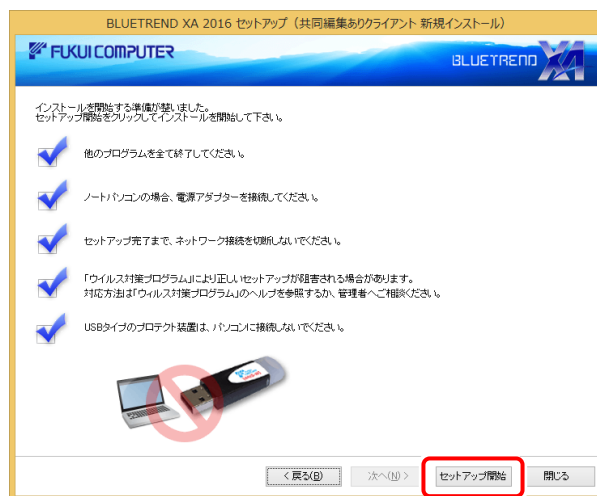 BLUETREND XA 2016 セットアップ（共同編集ありクライアント 新規インストール）
FUKUI COMPUTER
BLUETREND XA
インストールを開始する準備が整いました。
セットアップ開始をクリックしてインストールを開始して下さい。
他のプログラムを全て終了してください。
ノートパソコンの場合、電源アダプターを接続してください。
セットアップ完了まで、ネットワーク接続を切断しないでください。
「ウイルス対策プログラム」により正しいセットアップが阻害される場合があります。
対応方法は「ウィルス対策プログラム」のヘルプを参照するか、管理者へご相談ください。
USBタイプのプロテクト装置は、パソコンに接続しないでください。
< 戻る(B)
次へ(N) >
セットアップ開始
閉じる